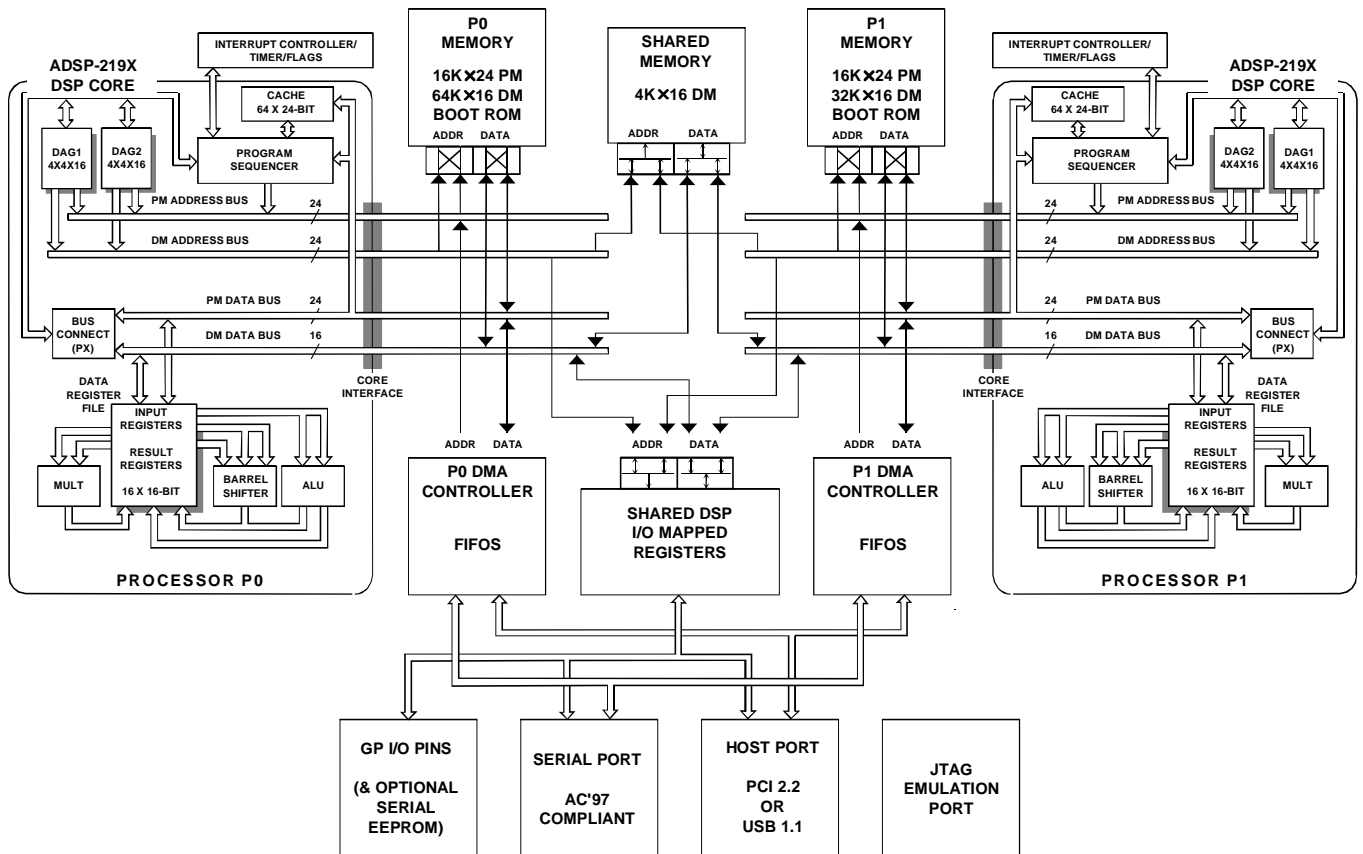 ADSP-219X
DSP CORE
INTERRUPT CONTROLLER/
TIMER/FLAGS
CACHE
64 X 24-BIT
DAG1
4X4X16
DAG2
4X4X16
PROGRAM
SEQUENCER
PM ADDRESS BUS
24
DM ADDRESS BUS
24
PM DATA BUS
24
DM DATA BUS
16
BUS
CONNECT
(PX)
CORE
INTERFACE
DATA
REGISTER
FILE
INPUT
REGISTERS
RESULT
REGISTERS
16 X 16-BIT
MULT
BARREL
SHIFTER
ALU
PROCESSOR P0
P0
MEMORY
16K×24 PM
64K×16 DM
BOOT ROM
ADDR DATA
SHARED
MEMORY
4K×16 DM
ADDR DATA
P1
MEMORY
16K×24 PM
32K×16 DM
BOOT ROM
ADDR DATA
ADDR DATA
P0 DMA
CONTROLLER
FIFOS
ADDR DATA
SHARED DSP
I/O MAPPED
REGISTERS
ADDR DATA
P1 DMA
CONTROLLER
FIFOS
INTERRUPT CONTROLLER/
TIMER/FLAGS
ADSP-219X
DSP CORE
CACHE
64 X 24-BIT
PROGRAM
SEQUENCER
DAG2
4X4X16
DAG1
4X4X16
24
PM ADDRESS BUS
24
DM ADDRESS BUS
24
PM DATA BUS
16
DM DATA BUS
BUS
CONNECT
(PX)
CORE
INTERFACE
DATA
REGISTER
FILE
INPUT
REGISTERS
RESULT
REGISTERS
16 X 16-BIT
ALU
BARREL
SHIFTER
MULT
PROCESSOR P1
GP I/O PINS
(& OPTIONAL
SERIAL
EEPROM)
SERIAL PORT
AC'97
COMPLIANT
HOST PORT
PCI 2.2
OR
USB 1.1
JTAG
EMULATION
PORT